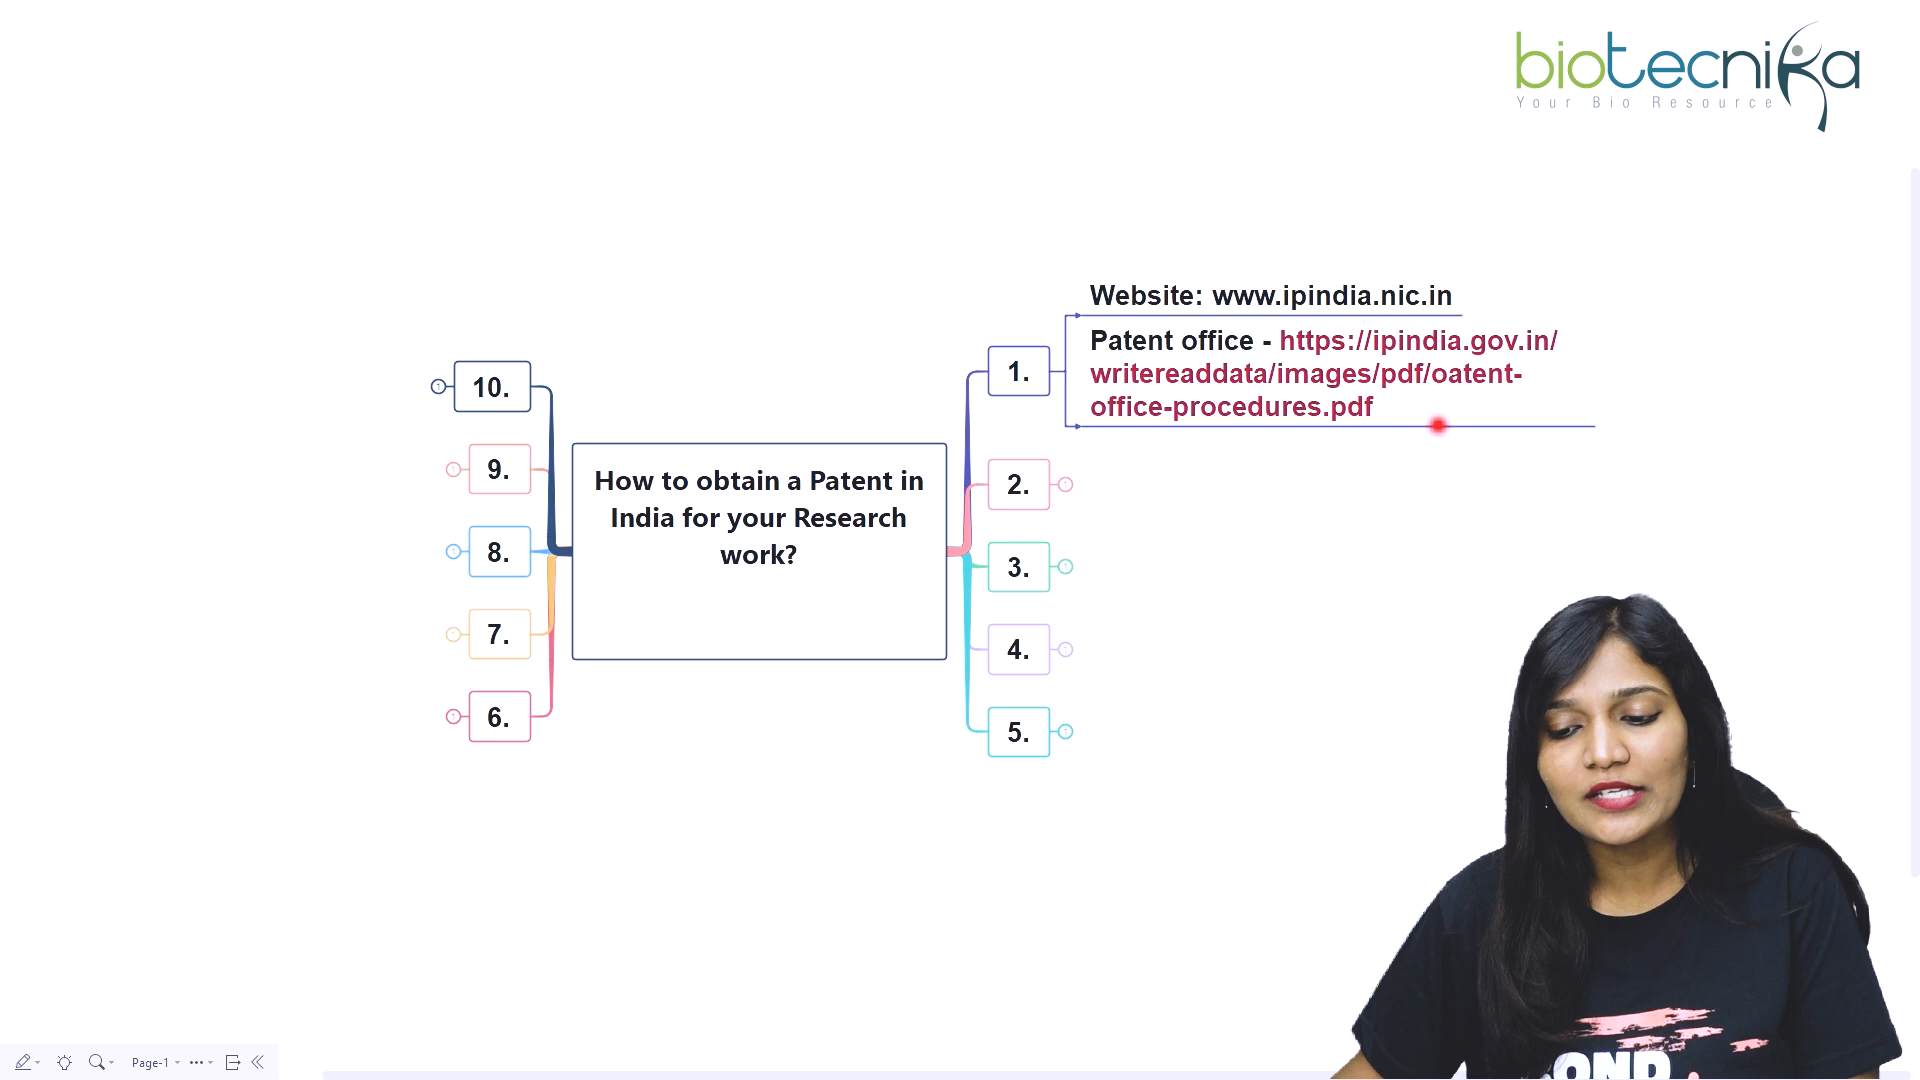 biotecnika
Your Bio Resource
Website: www.ipindia.nic.in
Patent office - https://ipindia.gov.in/
writereaddata/images/pdf/oatent-
office-procedures.pdf
How to obtain a Patent in
India for your Research
work?
1.
2.
3.
4.
5.
10.
9.
8.
7.
6.
Page-1
OND